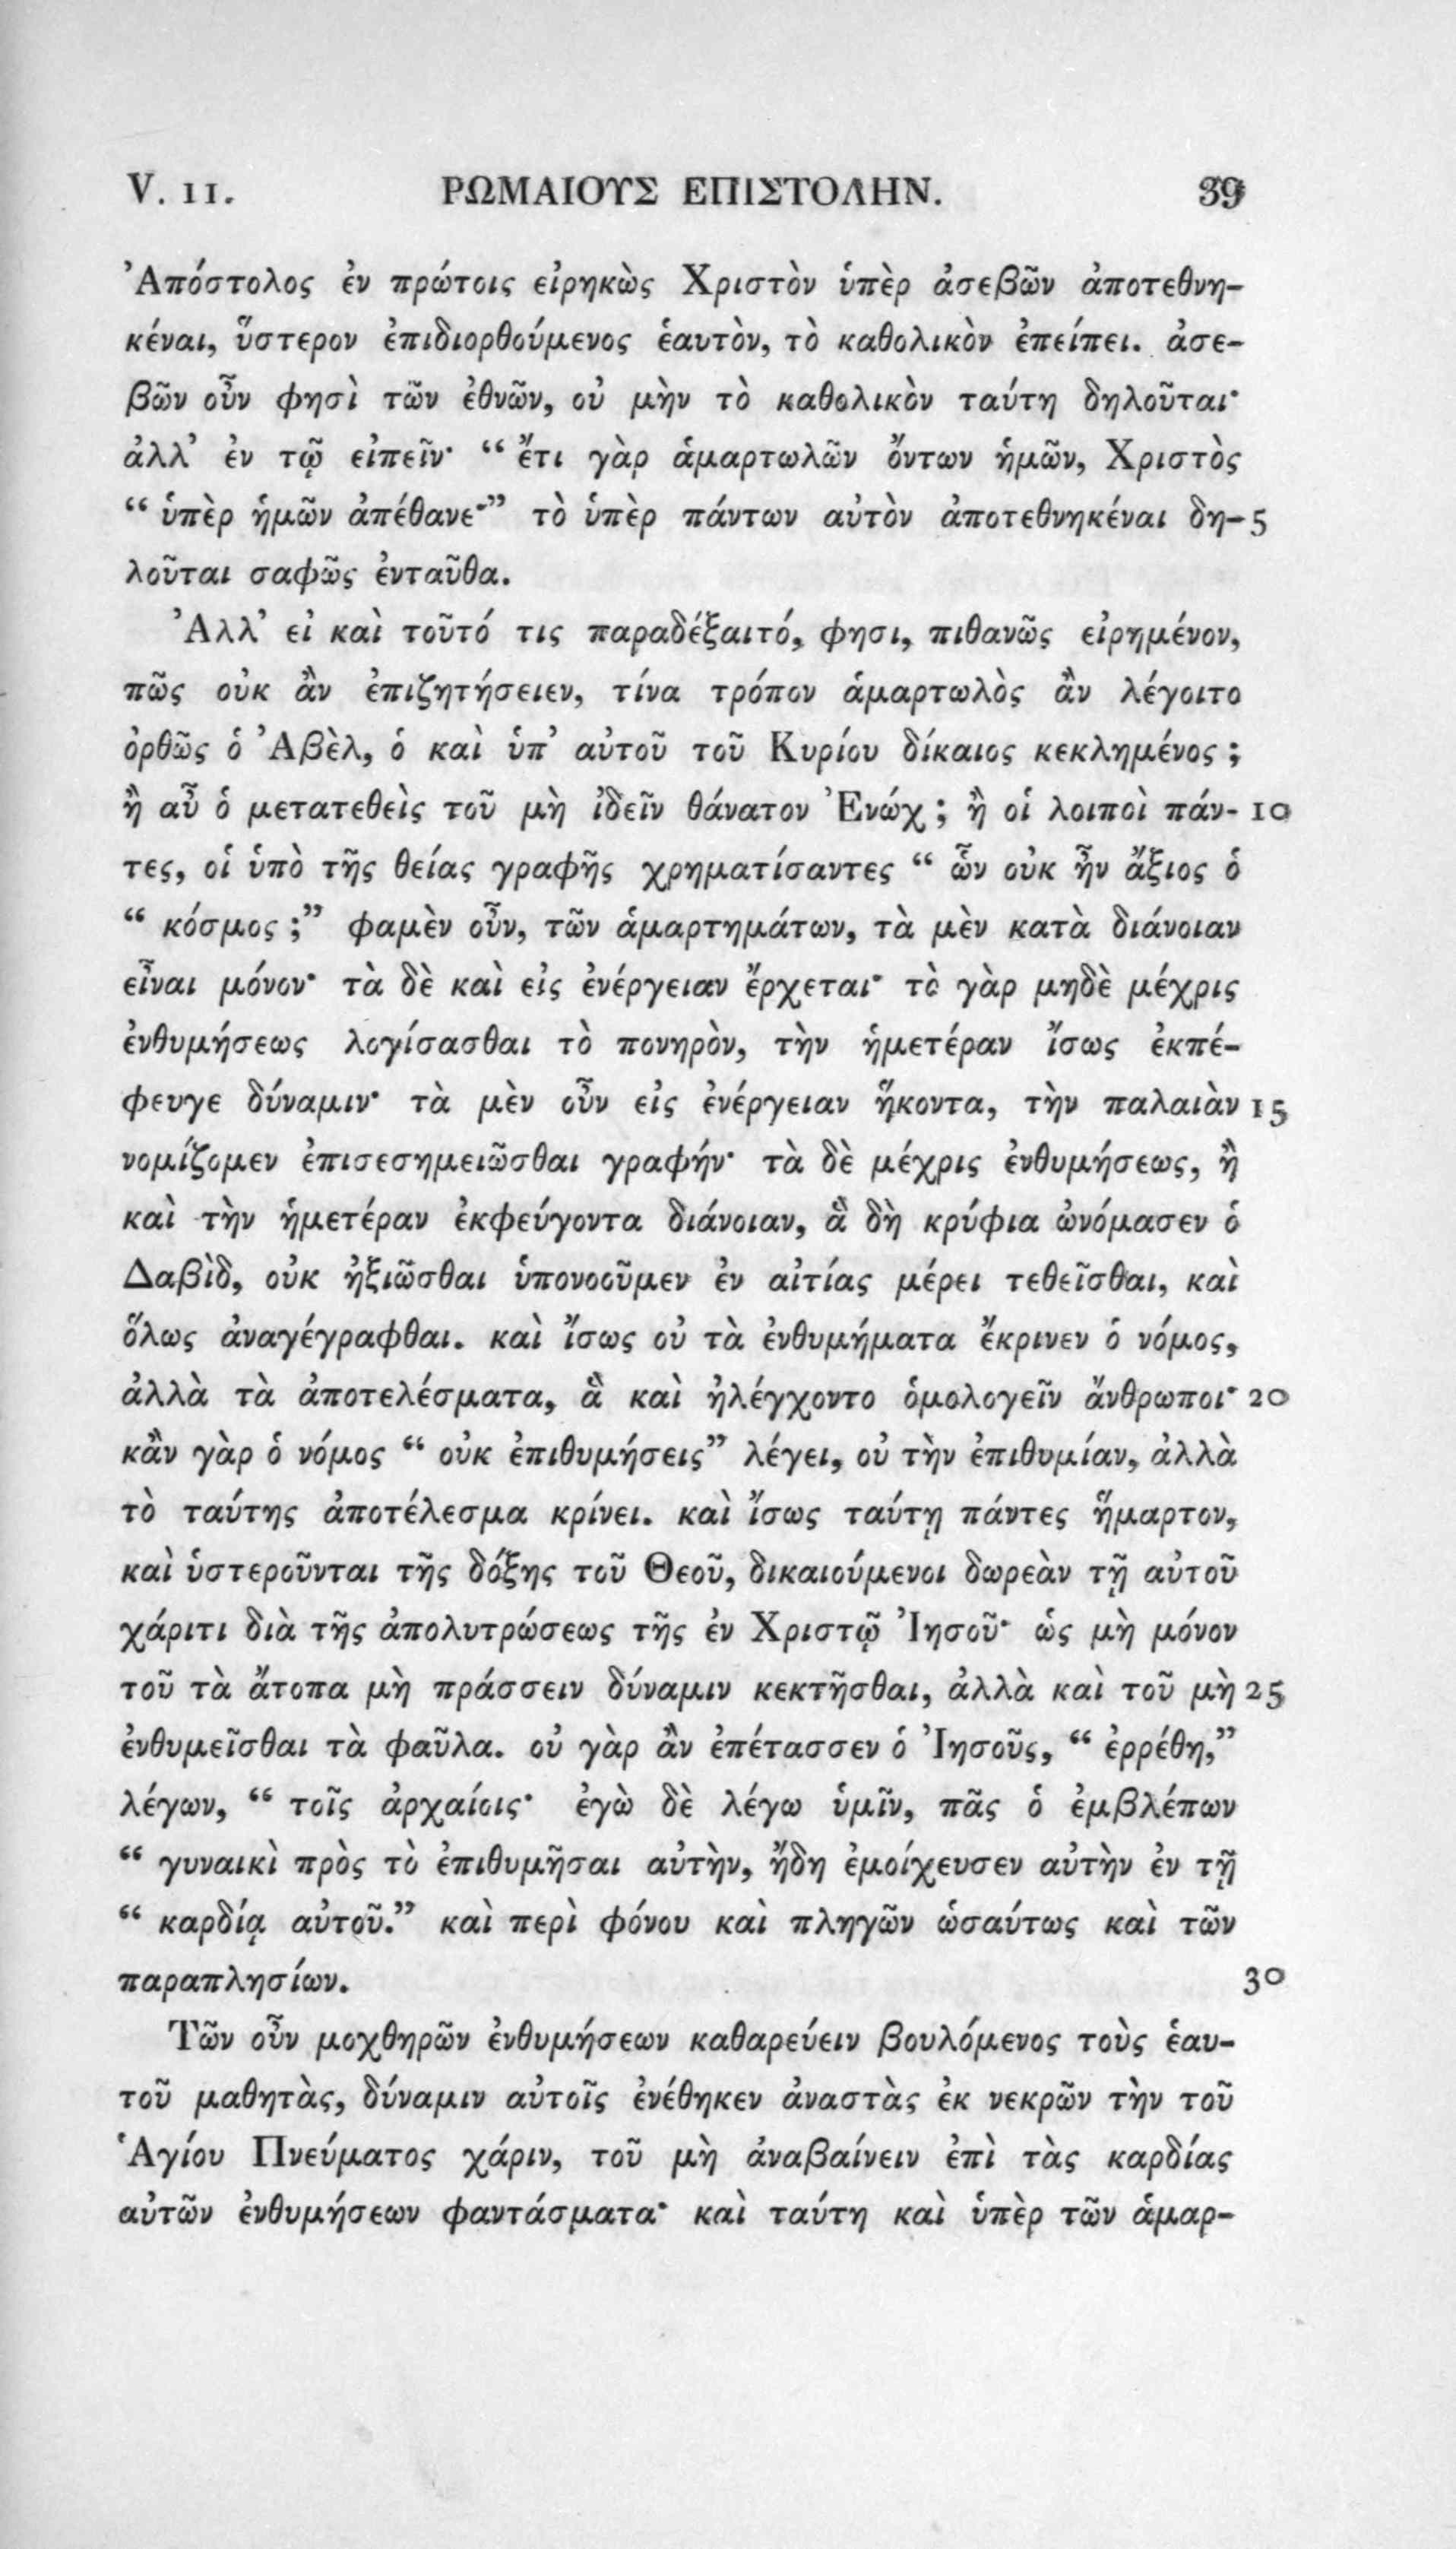 V. 11. ΡΩΜΑΙΟΥΣ ΕΠΙΣΤΟΛΗΝ. 39
Ἀπόστολος ἐν πρώτοις εἰρηκὼς Χριστὸν ὑπὲρ ἀσεβῶν ἀποτεθνη-
κέναι, ὕστερον ἐπιδιορθούμενος ἑαυτὸν, τὸ καθολικὸν ἐπείπει. ἀσε-
βῶν οὖν φησὶ τῶν ἐθνῶν, οὐ μὴν τὸ καθολικὸν ταύτη δηλοῦται·
ἀλλ’ ἐν τῷ εἰπεῖν· “ ἔτι γὰρ ἁμαρτωλῶν ὄντων ἡμῶν, Χριστὸς
“ ὑπὲρ ἡμῶν ἀπέθανε·” τὸ ὑπὲρ πάντων αὐτὸν ἀποτεθνηκέναι δη- 5
λοῦται σαφῶς ἐνταῦθα.
Ἀλλ’ εἰ καὶ τοῦτό τις παραδέξαιτό, φησι, πιθανῶς εἰρημένον,
πῶς οὐκ ἂν ἐπιζητήσειεν, τίνα τρόπον ἁμαρτωλὸς ἂν λέγοιτο
ὀρθῶς ὁ Ἀβὲλ, ὁ καὶ ὑπ’ αὐτοῦ τοῦ Κυρίου δίκαιος κεκλημένος ;
ἢ αὖ ὁ μετατεθεὶς τοῦ μὴ ἰδεῖν θάνατον Ἐνώχ ; ἢ οἱ λοιποὶ πάν- 10
τες, οἱ ὑπὸ τῆς θείας γραφῆς χρηματίσαντες “ ὧν οὐκ ἦν ἄξιος ὁ
“ κόσμος ;” φαμὲν οὖν, τῶν ἁμαρτημάτων, τὰ μὲν κατὰ διάνοιαν
εἶναι μόνον· τὰ δὲ καὶ εἰς ἐνέργειαν ἔρχεται· τὸ γὰρ μηδὲ μέχρις
ἐνθυμήσεως λογίσασθαι τὸ πονηρὸν, τὴν ἡμετέραν ἴσως ἐκπέ-
φευγε δύναμιν· τὰ μὲν οὖν εἰς ἐνέργειαν ἥκοντα, τὴν παλαιὰν 15
νομίζομεν ἐπισεσημειῶσθαι γραφήν· τὰ δὲ μέχρις ἐνθυμήσεως, ἢ
καὶ τὴν ἡμετέραν ἐκφεύγοντα διάνοιαν, ἃ δὴ κρύφια ὠνόμασεν ὁ
Δαβὶδ, οὐκ ἠξιῶσθαι ὑπονοοῦμεν ἐν αἰτίας μέρει τεθεῖσθαι, καὶ
ὅλως ἀναγέγραφθαι. καὶ ἴσως οὐ τὰ ἐνθυμήματα ἔκρινεν ὁ νόμος,
ἀλλὰ τὰ ἀποτελέσματα, ἃ καὶ ἠλέγχοντο ὁμολογεῖν ἄνθρωποι· 20
κἂν γὰρ ὁ νόμος “ οὐκ ἐπιθυμήσεις” λέγει, οὐ τὴν ἐπιθυμίαν, ἀλλὰ
τὸ ταύτης ἀποτέλεσμα κρίνει. καὶ ἴσως ταύτῃ πάντες ἥμαρτον,
καὶ ὑστεροῦνται τῆς δόξης τοῦ Θεοῦ, δικαιούμενοι δωρεὰν τῇ αὐτοῦ
χάριτι διὰ τῆς ἀπολυτρώσεως τῆς ἐν Χριστῷ Ἰησοῦ· ὡς μὴ μόνον
τοῦ τὰ ἄτοπα μὴ πράσσειν δύναμιν κεκτῆσθαι, ἀλλὰ καὶ τοῦ μὴ 25
ἐνθυμεῖσθαι τὰ φαῦλα. οὐ γὰρ ἂν ἐπέτασσεν ὁ Ἰησοῦς, “ ἐρρέθη,”
λέγων, “ τοῖς ἀρχαίοις· ἐγὼ δὲ λέγω ὑμῖν, πᾶς ὁ ἐμβλέπων
“ γυναικὶ πρὸς τὸ ἐπιθυμῆσαι αὐτὴν, ἤδη ἐμοίχευσεν αὐτὴν ἐν τῇ
“ καρδίᾳ αὐτοῦ.” καὶ περὶ φόνου καὶ πληγῶν ὡσαύτως καὶ τῶν
παραπλησίων. 30
Τῶν οὖν μοχθηρῶν ἐνθυμήσεων καθαρεύειν βουλόμενος τοὺς ἑαυ-
τοῦ μαθητὰς, δύναμιν αὐτοῖς ἐνέθηκεν ἀναστὰς ἐκ νεκρῶν τὴν τοῦ
Ἁγίου Πνεύματος χάριν, τοῦ μὴ ἀναβαίνειν ἐπὶ τὰς καρδίας
αὐτῶν ἐνθυμήσεων φαντάσματα· καὶ ταύτη καὶ ὑπὲρ τῶν ἁμαρ-